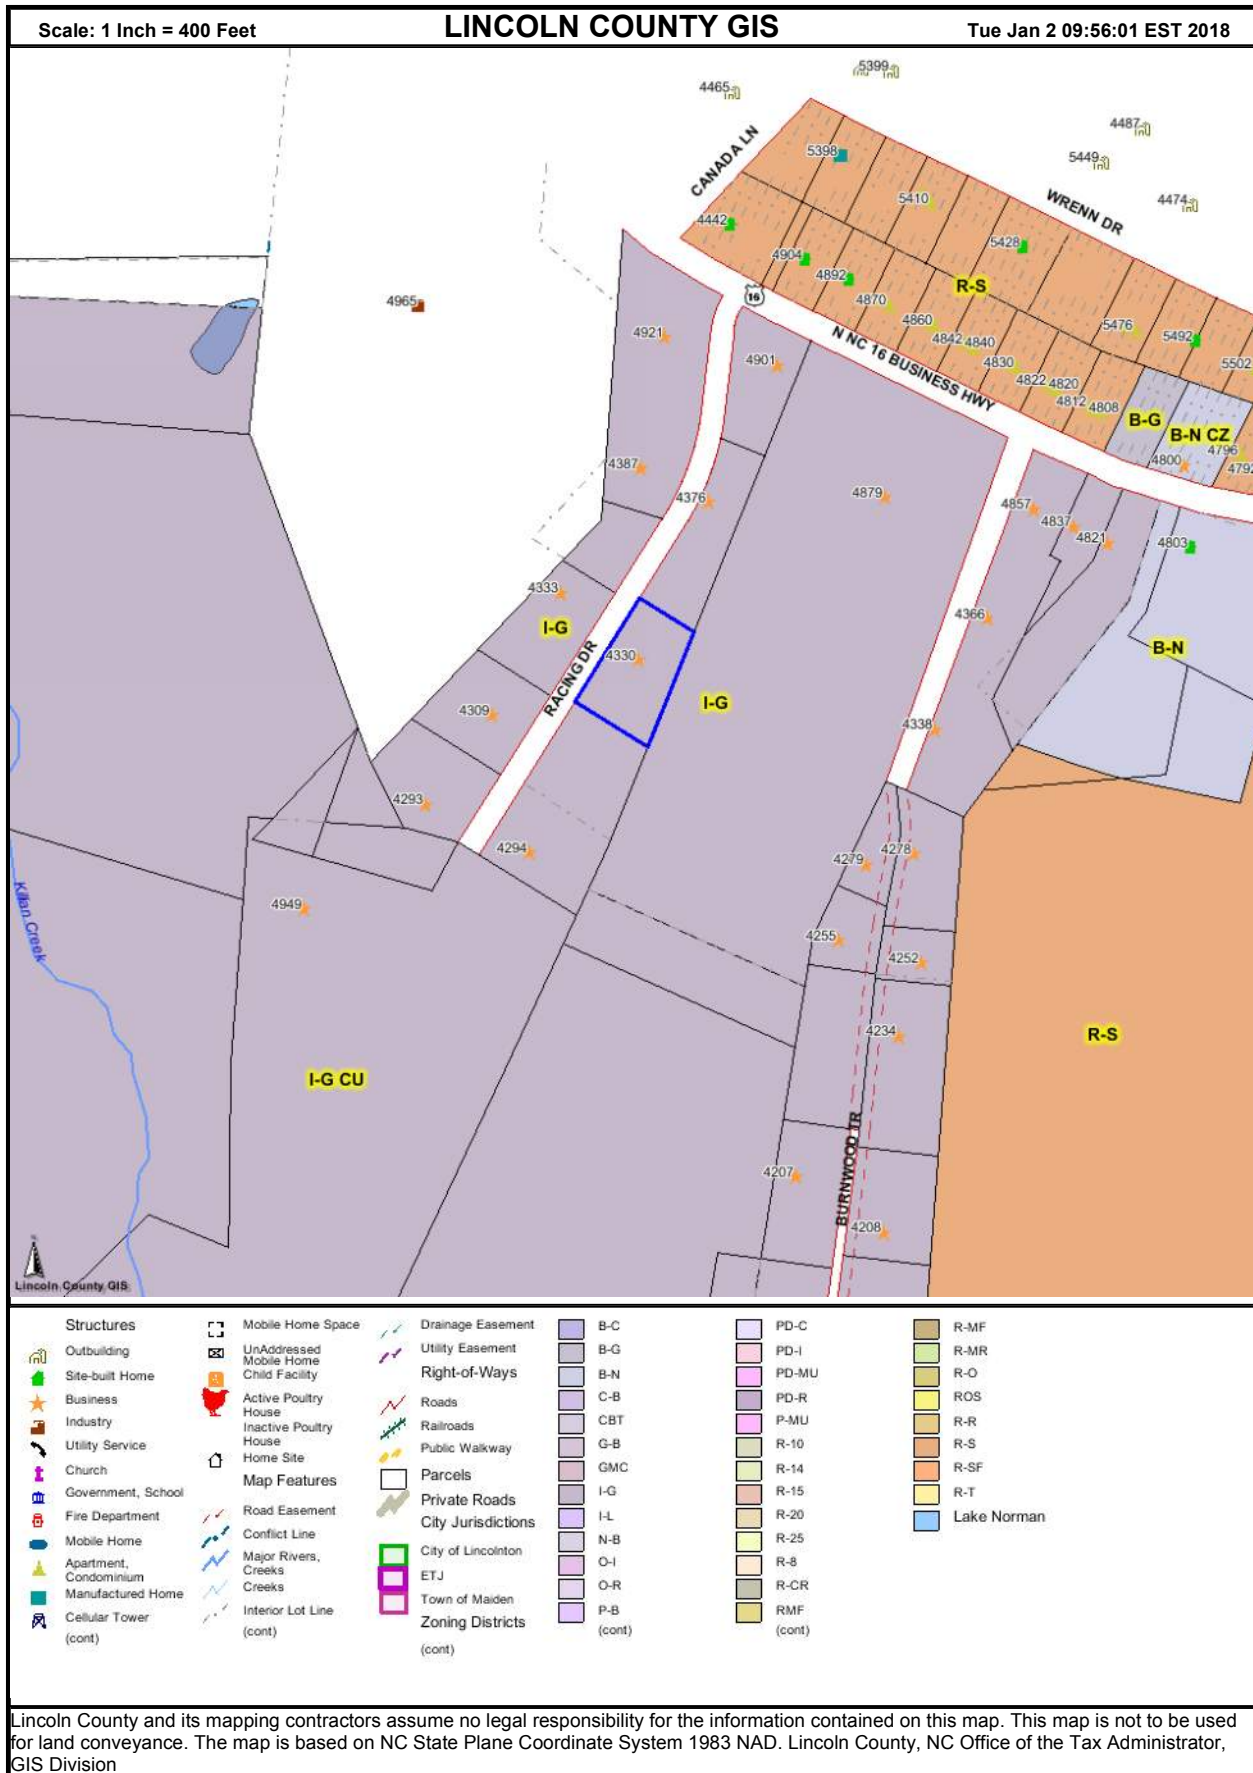 Scale: 1 Inch = 400 Feet
LINCOLN COUNTY GIS
Tue Jan 2 09:56:01 EST 2018
5399
4465
4487
CANADA LN
5398
5449
5410
4474
WRENN DR
4442
5428
4904
4892
R-S
4965
16
4870
4921
4860
5476
5492
N NC 16 BUSINESS HWY
4842
4840
4901
4830
5502
4822
4820
4812
4808
B-G
B-N CZ
4796
4800
4792
4387
4376
4879
4857
4837
4821
4803
4333
I-G
4366
4330
B-N
RACING DR
I-G
4309
4338
4293
4294
4279
4278
Killian Creek
4949
4255
4252
4234
R-S
I-G CU
BURNWOOD TR
4207
4208
Lincoln County GIS
Structures
Outbuilding
Site-built Home
Business
Industry
Utility Service
Church
Government, School
Fire Department
Mobile Home
Apartment,
Condominium
Manufactured Home
Cellular Tower
(cont)
Mobile Home Space
UnAddressed
Mobile Home
Child Facility
Active Poultry
House
Inactive Poultry
House
Home Site
Map Features
Road Easement
Conflict Line
Major Rivers,
Creeks
Creeks
Interior Lot Line
(cont)
Drainage Easement
Utility Easement
Right-of-Ways
Roads
Railroads
Public Walkway
Parcels
Private Roads
City Jurisdictions
City of Lincolnton
ETJ
Town of Maiden
Zoning Districts
(cont)
B-C
B-G
B-N
C-B
CBT
G-B
GMC
I-G
I-L
N-B
O-I
O-R
P-B
(cont)
PD-C
PD-I
PD-MU
PD-R
P-MU
R-10
R-14
R-15
R-20
R-25
R-8
R-CR
RMF
(cont)
R-MF
R-MR
R-O
ROS
R-R
R-S
R-SF
R-T
Lake Norman
Lincoln County and its mapping contractors assume no legal responsibility for the information contained on this map. This map is not to be used
for land conveyance. The map is based on NC State Plane Coordinate System 1983 NAD. Lincoln County, NC Office of the Tax Administrator,
GIS Division